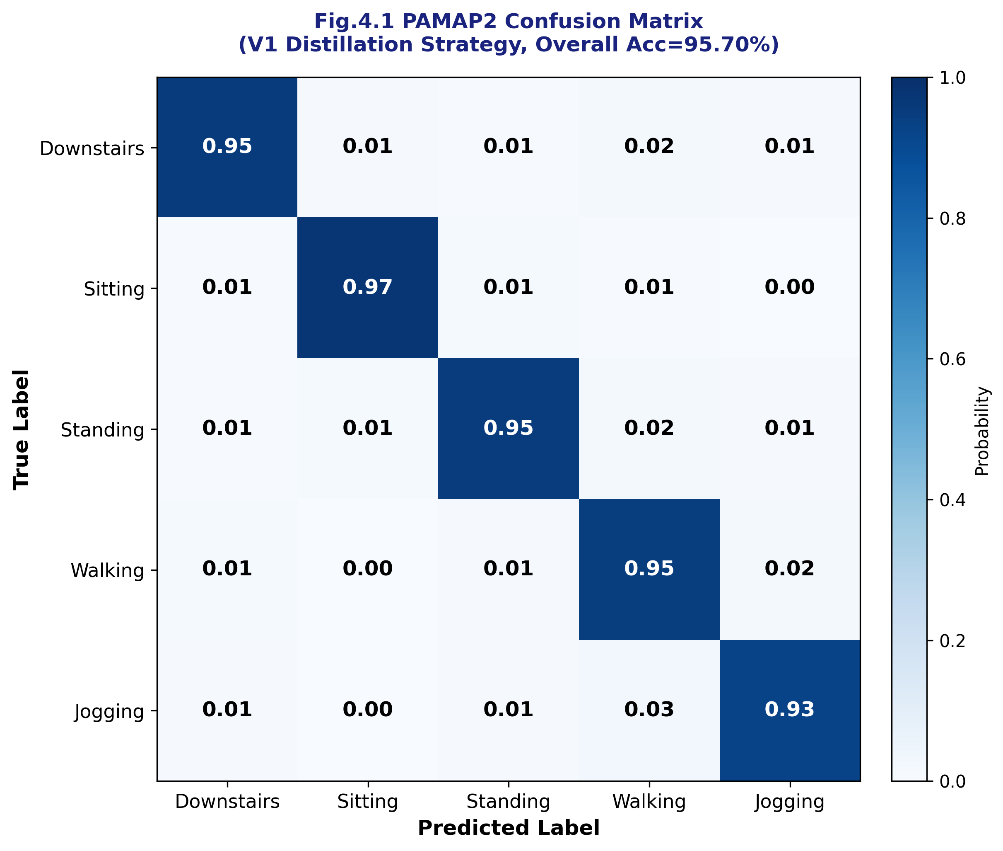 Fig.4.1 PAMAP2 Confusion Matrix
(V1 Distillation Strategy, Overall Acc=95.70%)
1.0
Downstairs 0.95 0.01 0.01 0.02 0.01
0.8
Sitting 0.01 0.97 0.01 0.01 0.00
0.6
True Label
Standing 0.01 0.01 0.95 0.02 0.01
Probability
0.4
Walking 0.01 0.00 0.01 0.95 0.02
0.2
Jogging 0.01 0.00 0.01 0.03 0.93
0.0
Downstairs Sitting Standing Walking Jogging
Predicted Label